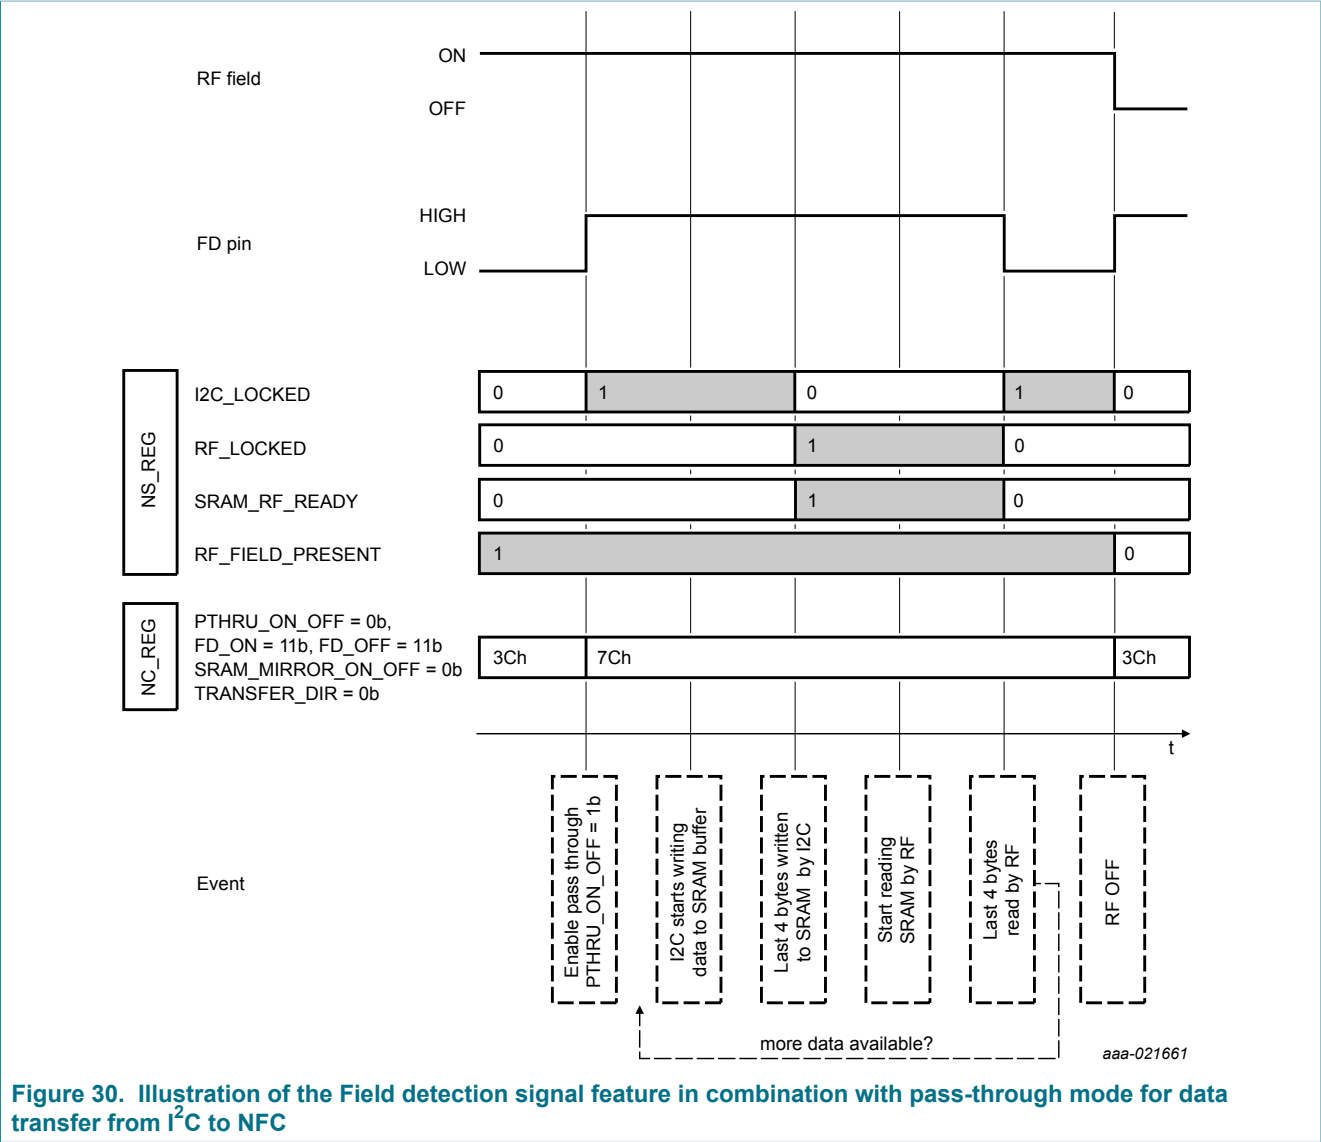 RF field
ON
OFF
FD pin
HIGH
LOW
NS_REG
I2C_LOCKED
0
1
0
1
0
RF_LOCKED
0
1
0
SRAM_RF_READY
0
1
0
RF_FIELD_PRESENT
1
0
NC_REG
PTHRU_ON_OFF = 0b,
FD_ON = 11b, FD_OFF = 11b
SRAM_MIRROR_ON_OFF = 0b
TRANSFER_DIR = 0b
3Ch
7Ch
3Ch
t
Event
Enable pass through
PTHRU_ON_OFF = 1b
I2C starts writing
data to SRAM buffer
Last 4 bytes written
to SRAM by I2C
Start reading
SRAM by RF
Last 4 bytes
read by RF
RF OFF
more data available?
aaa-021661
Figure 30. Illustration of the Field detection signal feature in combination with pass-through mode for data
transfer from I²C to NFC